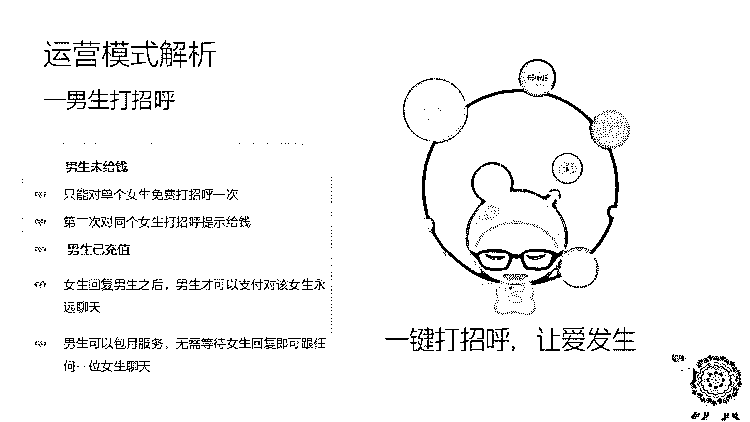 运营模式解析
—男生打招呼
男生未给钱
只能对单个女生免费打招呼一次
第二次对同个女生打招呼提示给钱
男生已充值
女生回复男生之后，男生才可以支付对该女生永
远聊天
男生可以包月服务，无需等待女生回复即可跟任
何一位女生聊天
一键打招呼，让爱发生